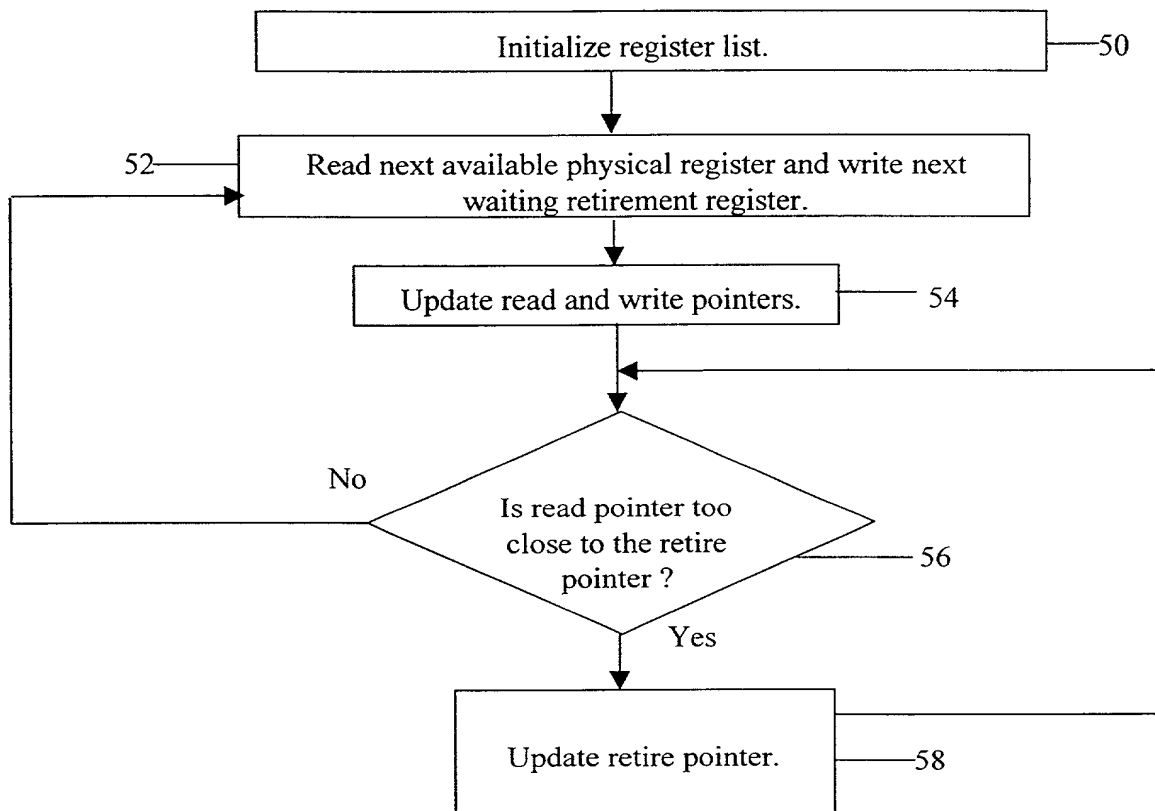 Initialize register list.
50
52
Read next available physical register and write next
waiting retirement register.
Update read and write pointers.
54
No
Is read pointer too
close to the retire
pointer ?
56
Yes
Update retire pointer.
58